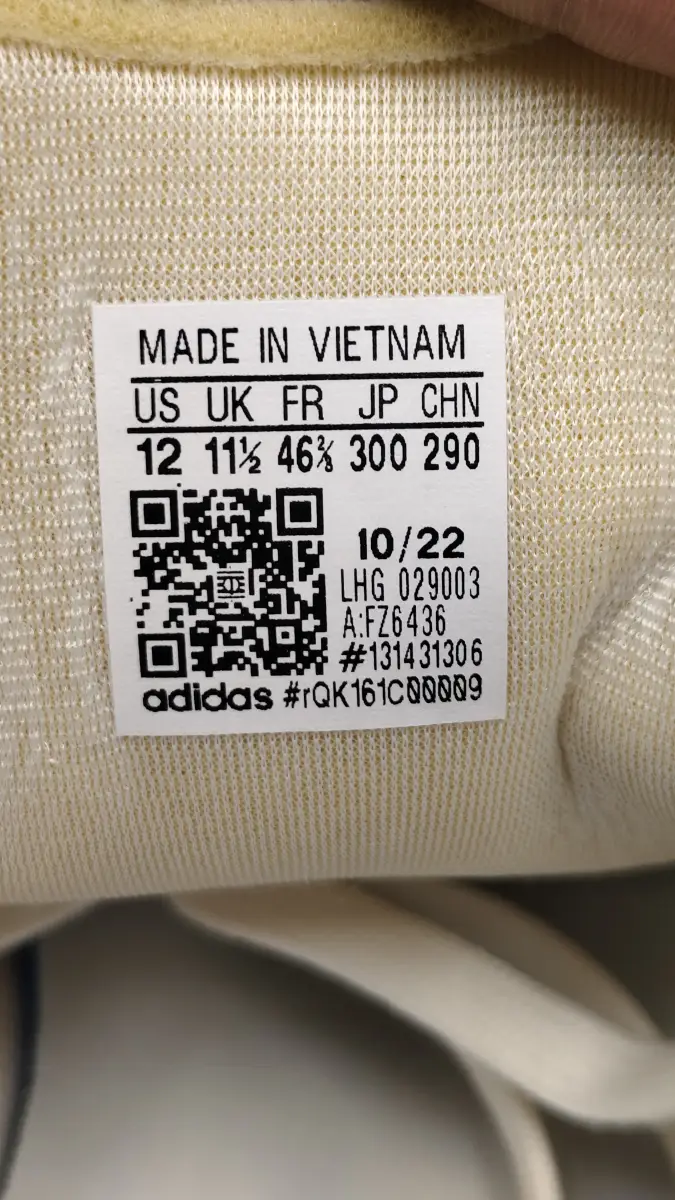 MADE IN VIETNAM
US UK FR JP CHN
12 11½ 46⅔ 300 290
10/22
LHG 029003
A:FZ6436
#131431306
adidas #rQK161C00009